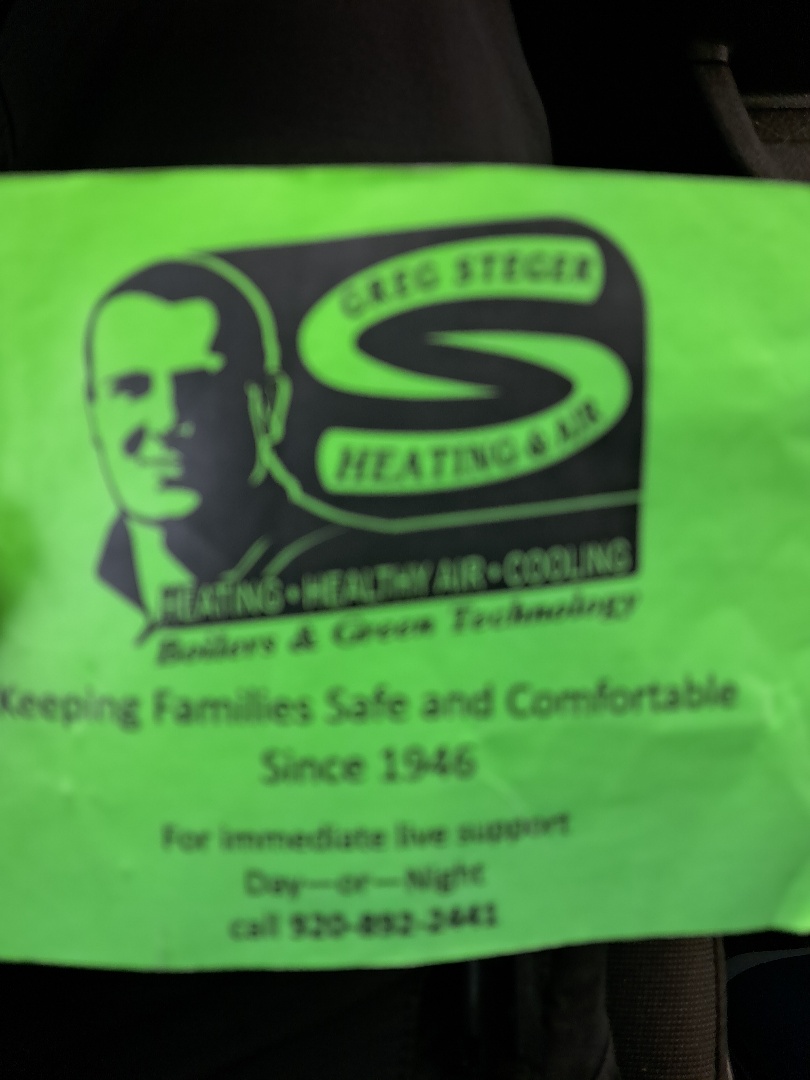 GREG STEGER
HEATING & AIR
HEATING • HEALTHY AIR • COOLING
Boilers & Green Technology
Keeping Families Safe and Comfortable
Since 1946
For immediate live support
Day—or—Night
call 920-892-2441